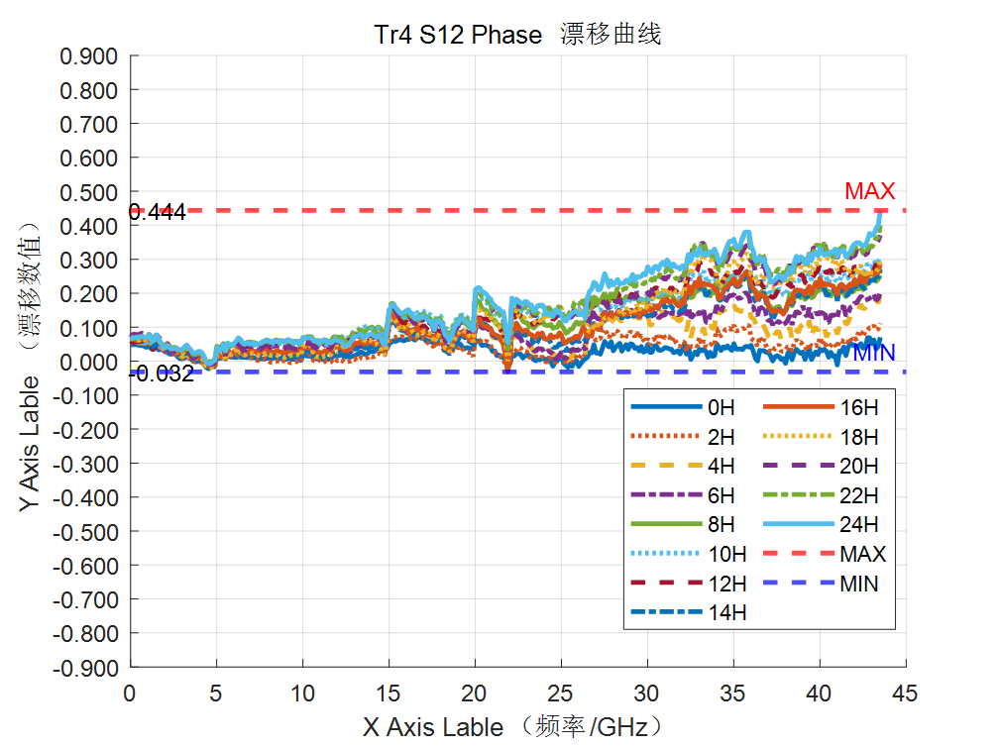 Tr4 S12 Phase 漂移曲线
0.900
0.800
0.700
0.600
0.500
0.400
0.300
0.200
0.100
0.000
-0.100
-0.200
-0.300
-0.400
-0.500
-0.600
-0.700
-0.800
-0.900
Y Axis Lable （漂移数值）
MAX
0.444
MIN
-0.032
0H
2H
4H
6H
8H
10H
12H
14H
16H
18H
20H
22H
24H
MAX
MIN
0 5 10 15 20 25 30 35 40 45
X Axis Lable （频率/GHz）